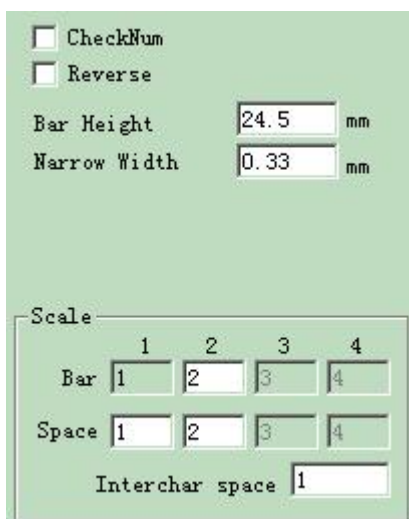 CheckNum
Reverse
Bar Height 24.5 mm
Narrow Width 0.33 mm
Scale
1 2 3 4
Bar 1 2 3 4
Space 1 2 3 4
Interchar space 1